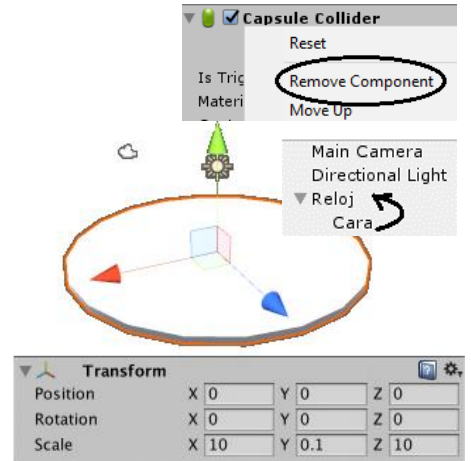 Capsule Collider
Reset
Is Trig
Remove Component
Materi
Move Up
Main Camera
Directional Light
Reloj
Cara
Transform
Position X 0 Y 0 Z 0
Rotation X 0 Y 0 Z 0
Scale X 10 Y 0.1 Z 10